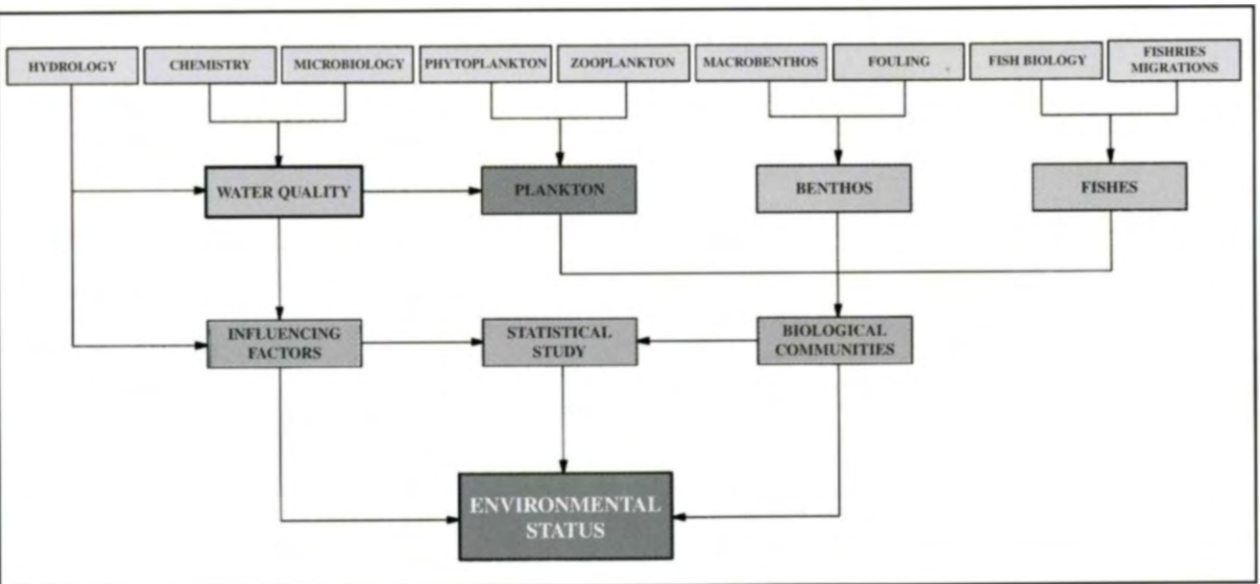 HYDROLOGY
CHEMISTRY
MICROBIOLOGY
PHYTOPLANKTON
ZOOPLANKTON
MACROBENTHOS
FOULING
FISH BIOLOGY
FISHRIES
MIGRATIONS
WATER QUALITY
PLANKTON
BENTHOS
FISHES
INFLUENCING
FACTORS
STATISTICAL
STUDY
BIOLOGICAL
COMMUNITIES
ENVIRONMENTAL
STATUS